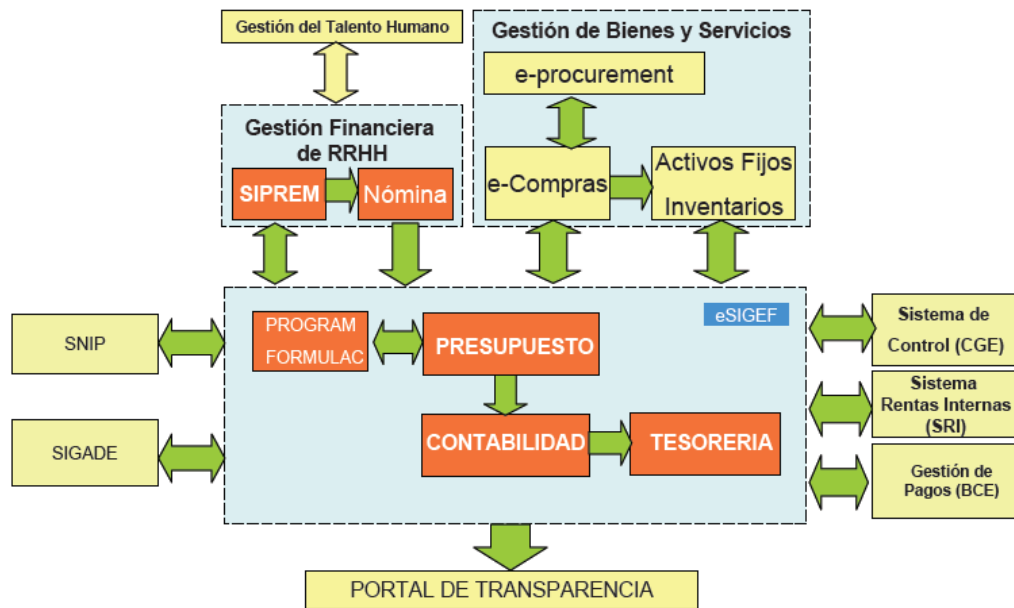 Gestión del Talento Humano
Gestión de Bienes y Servicios
e-procurement
Gestión Financiera
de RRHH
SIPREM
Nómina
e-Compras
Activos Fijos
Inventarios
eSIGEF
SNIP
PROGRAM
FORMULAC
PRESUPUESTO
Sistema de
Control (CGE)
Sistema
Rentas Internas
(SRI)
SIGADE
CONTABILIDAD
TESORERIA
Gestión de
Pagos (BCE)
PORTAL DE TRANSPARENCIA